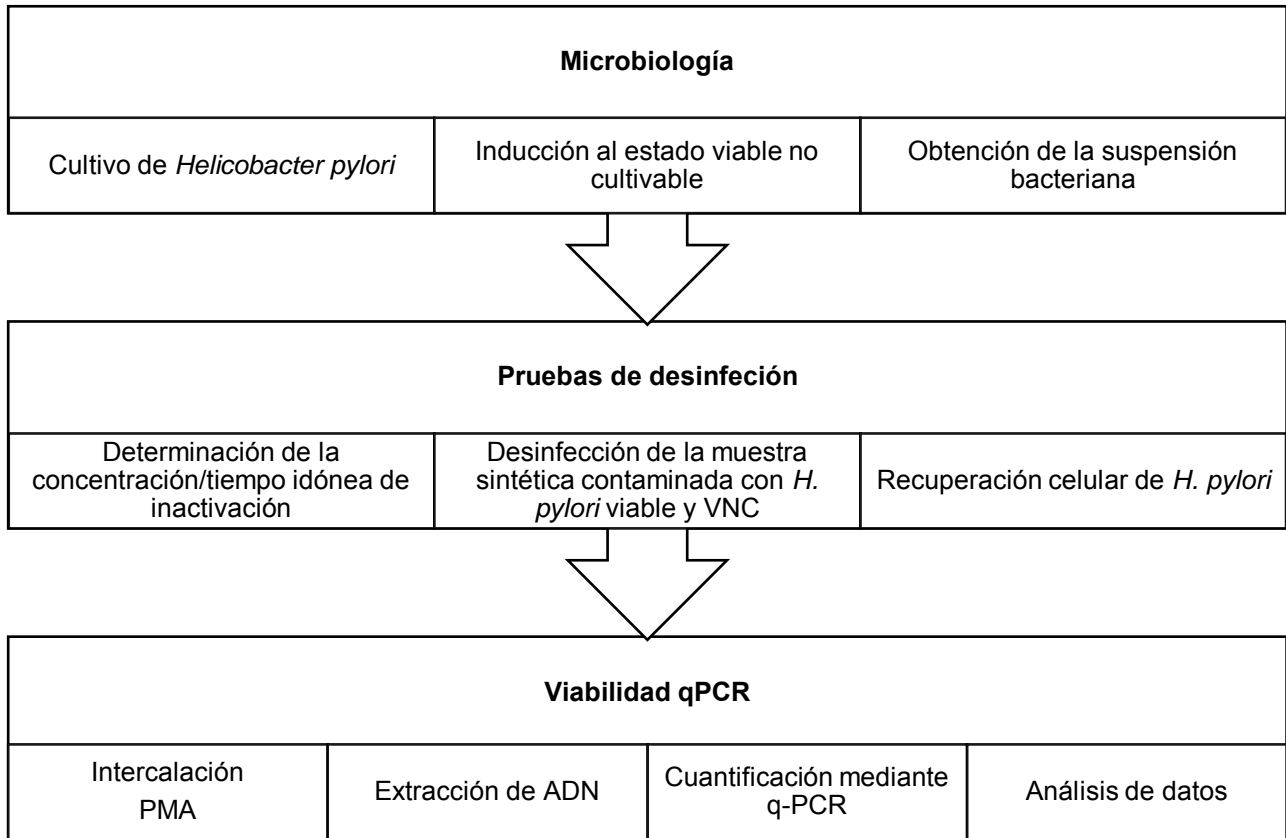 Microbiología
Cultivo de Helicobacter pylori
Inducción al estado viable no
cultivable
Obtención de la suspensión
bacteriana
Pruebas de desinfeción
Determinación de la
concentración/tiempo idónea de
inactivación
Desinfección de la muestra
sintética contaminada con H.
pylori viable y VNC
Recuperación celular de H. pylori
Viabilidad qPCR
Intercalación
PMA
Extracción de ADN
Cuantificación mediante
q-PCR
Análisis de datos